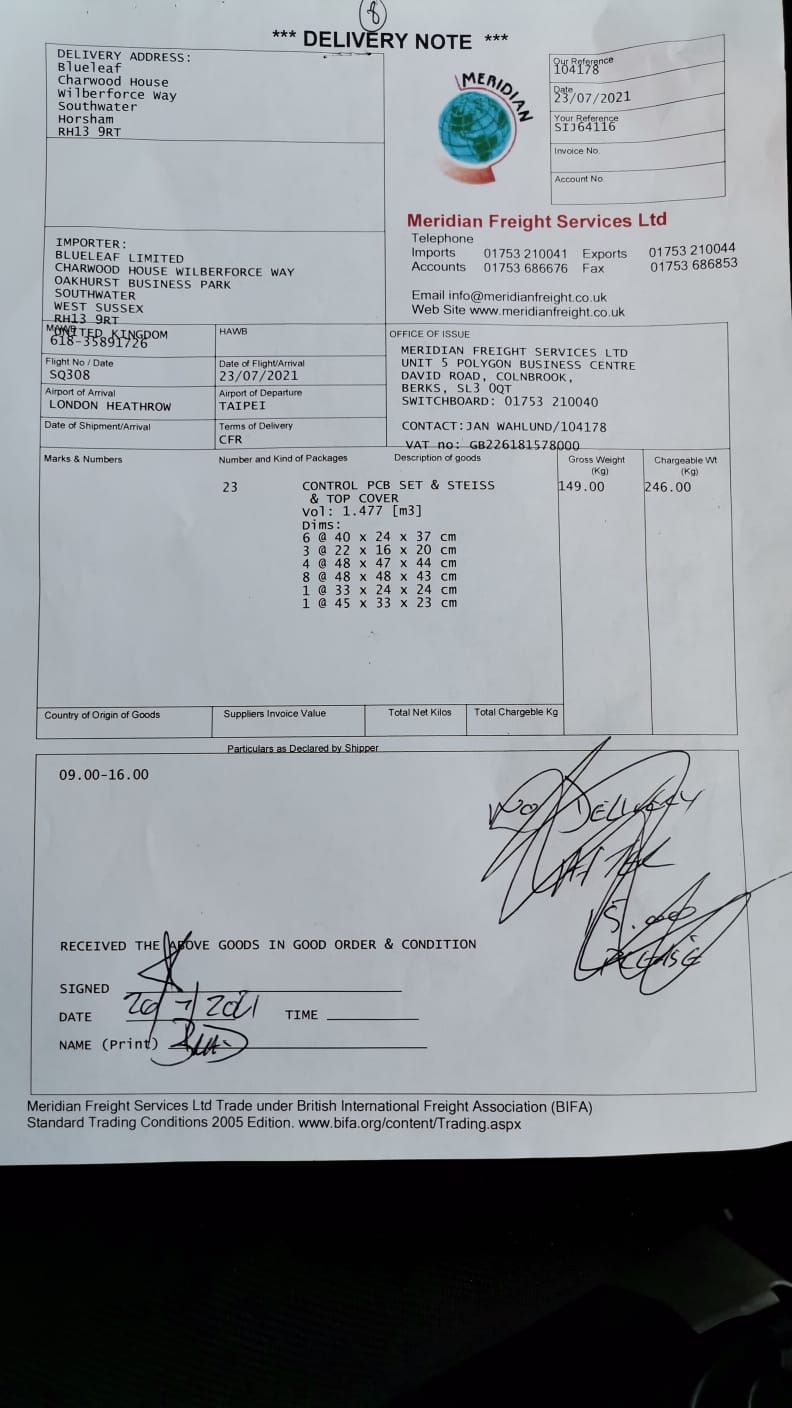 8
*** DELIVERY NOTE ***
DELIVERY ADDRESS:
Blueleaf
Charwood House
Wilberforce Way
Southwater
Horsham
RH13 9RT
MERIDIAN
Our Reference
104178
Date
23/07/2021
Your Reference
SIJ64116
Invoice No.
Account No.
Meridian Freight Services Ltd
Telephone
Imports 01753 210041 Exports 01753 210044
Accounts 01753 686676 Fax 01753 686853
Email info@meridianfreight.co.uk
Web Site www.meridianfreight.co.uk
IMPORTER:
BLUELEAF LIMITED
CHARWOOD HOUSE WILBERFORCE WAY
OAKHURST BUSINESS PARK
SOUTHWATER
WEST SUSSEX
RH13 9RT
UNITED KINGDOM
MAWB
618-35891726
HAWB
Flight No / Date
SQ308
Date of Flight/Arrival
23/07/2021
Airport of Arrival
LONDON HEATHROW
Airport of Departure
TAIPEI
Date of Shipment/Arrival
Terms of Delivery
CFR
OFFICE OF ISSUE
MERIDIAN FREIGHT SERVICES LTD
UNIT 5 POLYGON BUSINESS CENTRE
DAVID ROAD, COLNBROOK,
BERKS, SL3 0QT
SWITCHBOARD: 01753 210040
CONTACT:JAN WAHLUND/104178
VAT no: GB226181578000
Marks & Numbers
Number and Kind of Packages
Description of goods
Gross Weight
(Kg)
Chargeable Wt
(Kg)
23 CONTROL PCB SET & STEISS 149.00 246.00
& TOP COVER
Vol: 1.477 [m3]
Dims:
6 @ 40 x 24 x 37 cm
3 @ 22 x 16 x 20 cm
4 @ 48 x 47 x 44 cm
8 @ 48 x 48 x 43 cm
1 @ 33 x 24 x 24 cm
1 @ 45 x 33 x 23 cm
Country of Origin of Goods
Suppliers Invoice Value
Total Net Kilos
Total Chargeble Kg
Particulars as Declared by Shipper
09.00-16.00
NO DELIVERY
AFTER
PLEASE
RECEIVED THE ABOVE GOODS IN GOOD ORDER & CONDITION
SIGNED
DATE
TIME
NAME (Print)
Meridian Freight Services Ltd Trade under British International Freight Association (BIFA)
Standard Trading Conditions 2005 Edition. www.bifa.org/content/Trading.aspx